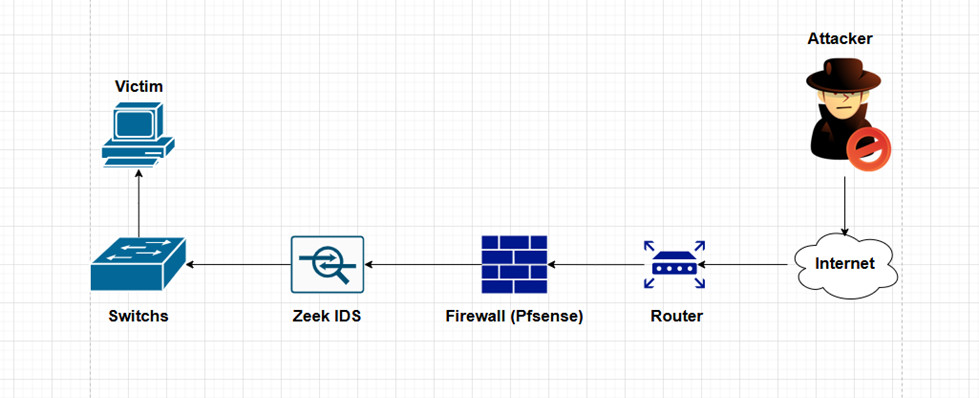 Attacker
Victim
Internet
Switchs
Zeek IDS
Firewall (Pfsense)
Router